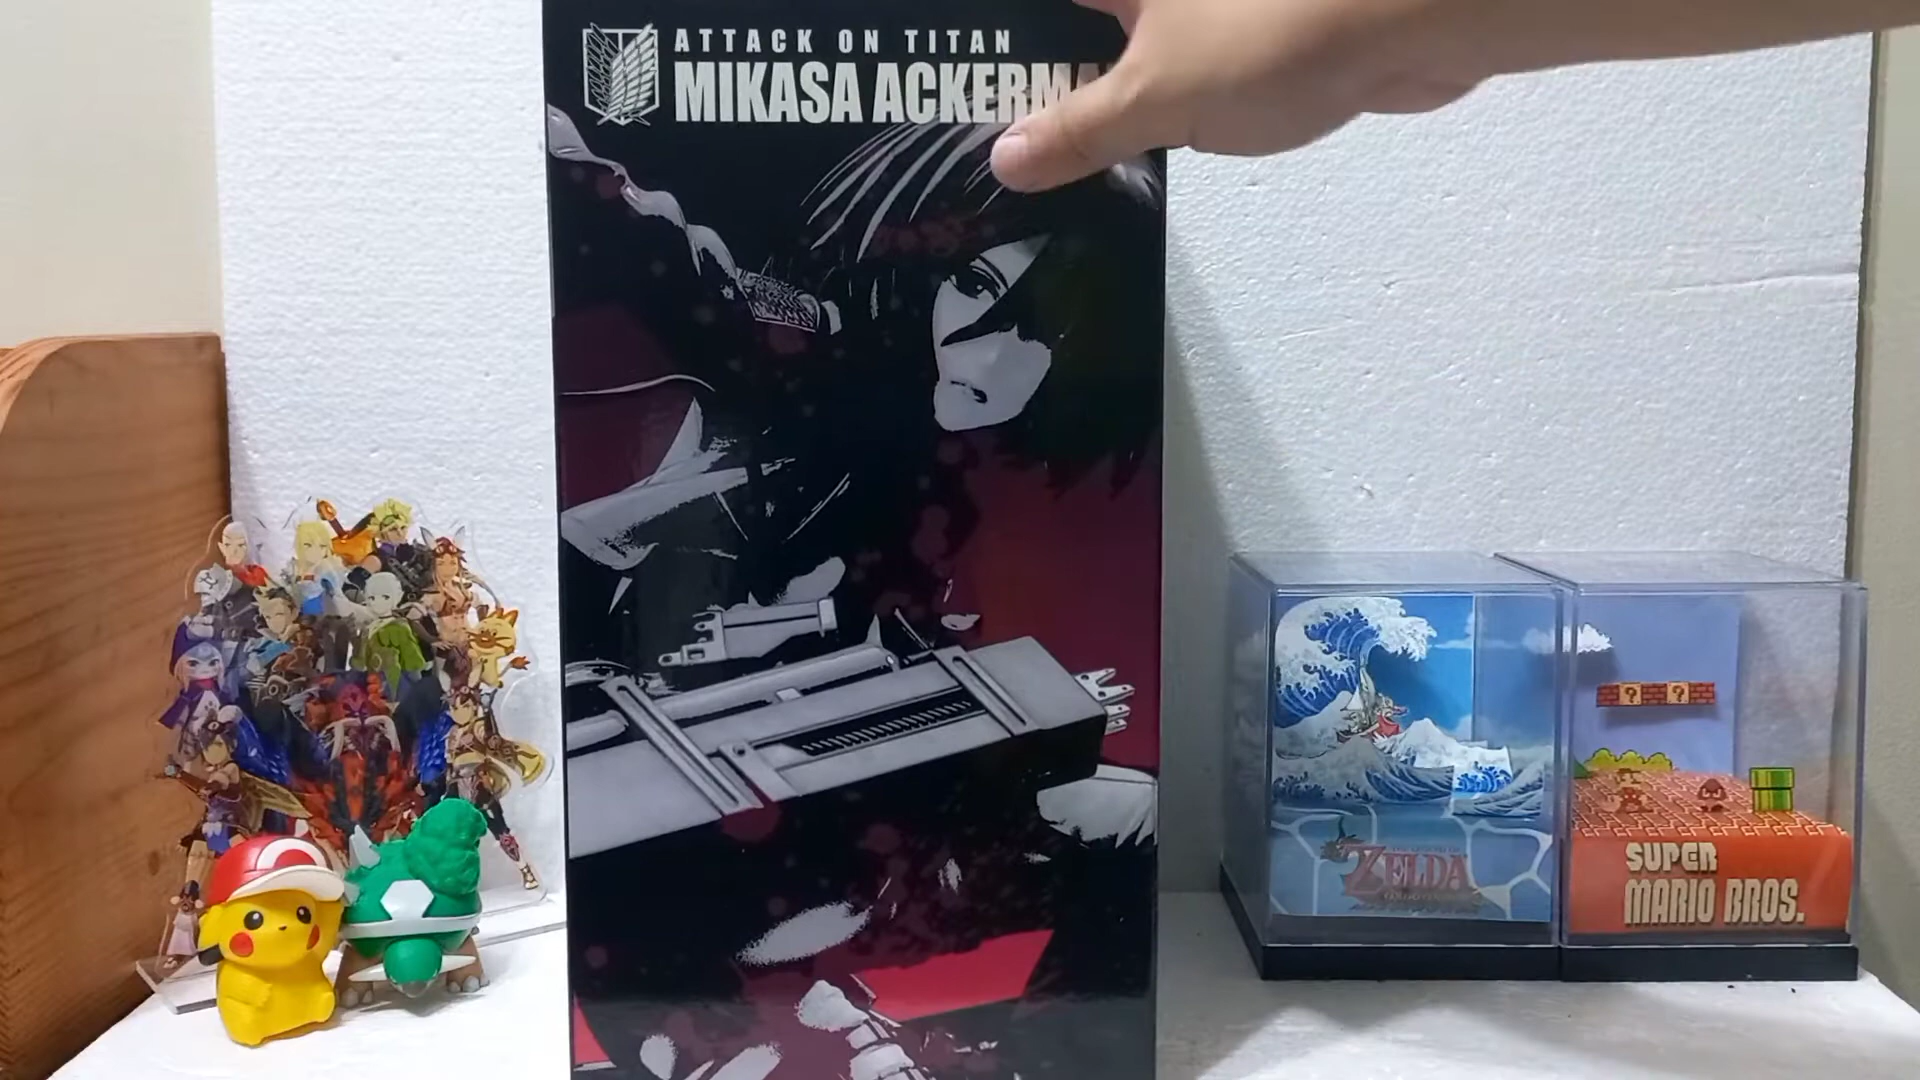 ATTACK ON TITAN
MIKASA ACKERMA
ZELDA
? ?
SUPER
MARIO BROS.